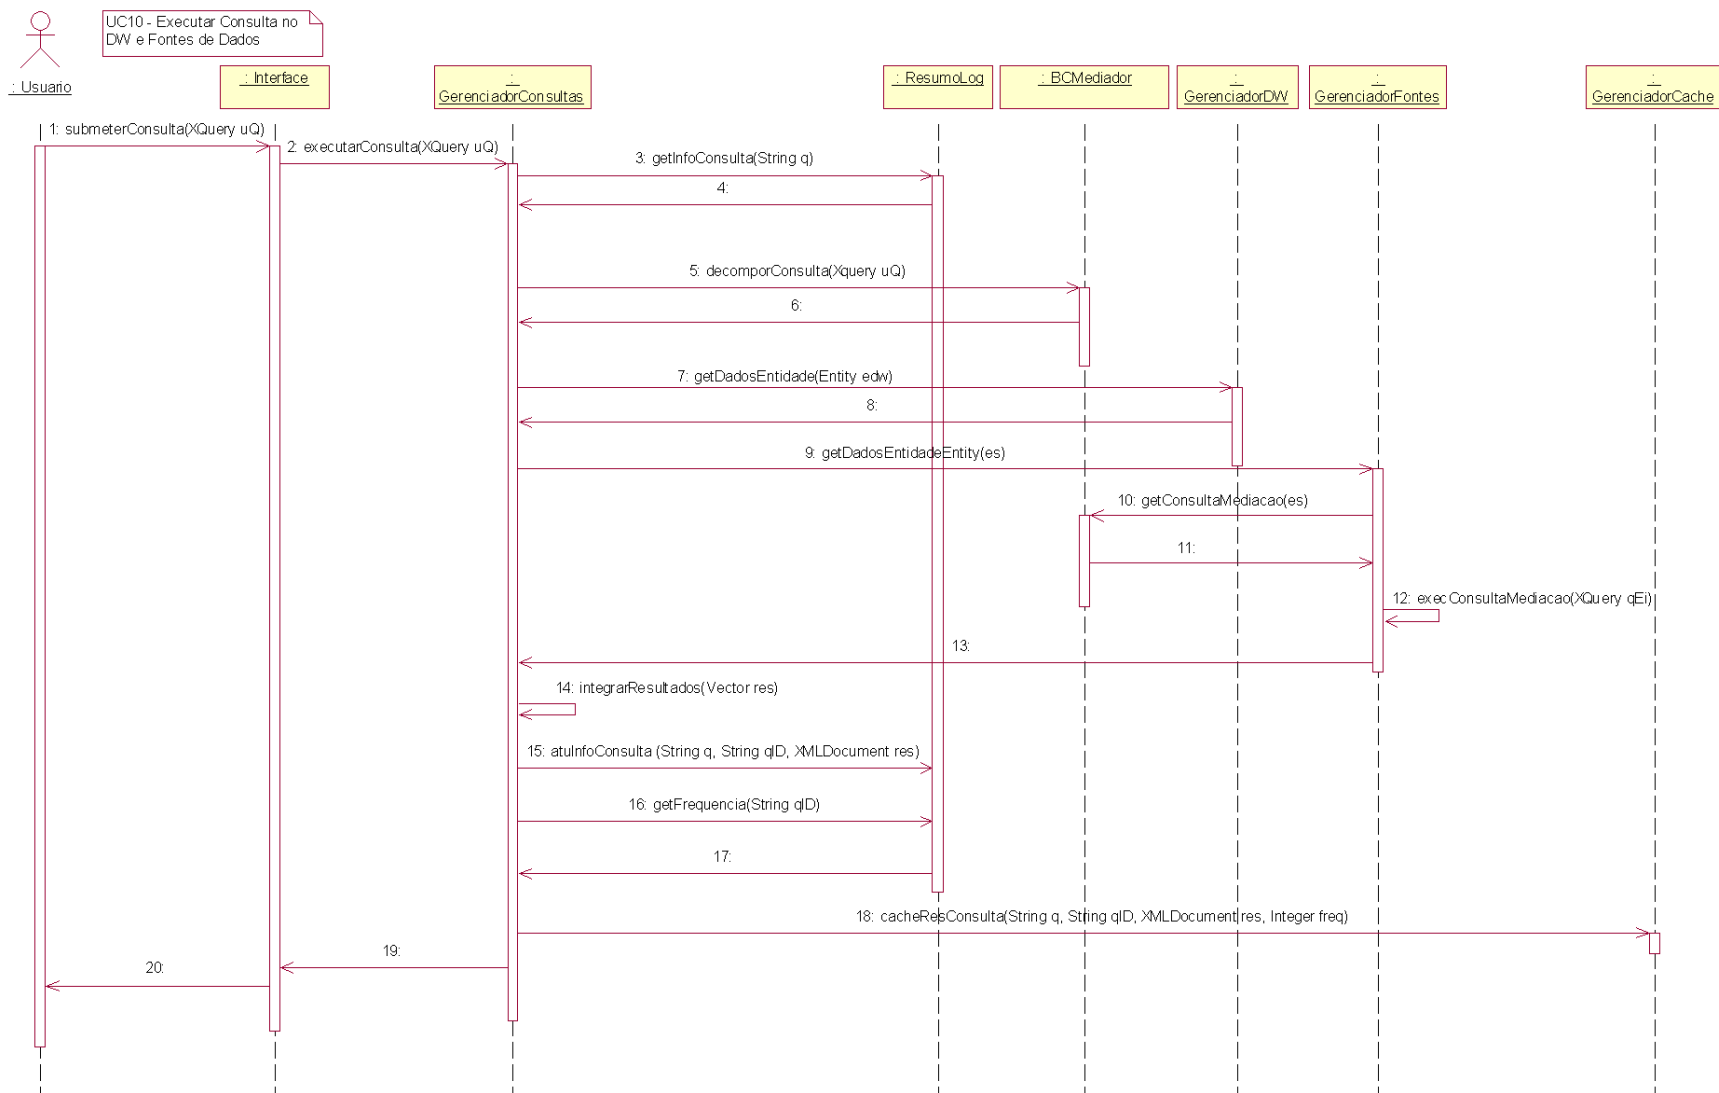 UC10 - Executar Consulta no
DW e Fontes de Dados
: Usuario
: Interface
:
GerenciadorConsultas
: ResumoLog
: BCMediador
:
GerenciadorDW
:
GerenciadorFontes
:
GerenciadorCache
1: submeterConsulta(XQuery uQ)
2: executarConsulta(XQuery uQ)
3: getInfoConsulta(String q)
4:
5: decomporConsulta(Xquery uQ)
6:
7: getDadosEntidade(Entity edw)
8:
9: getDadosEntidadeEntity(es)
10: getConsultaMediacao(es)
11:
12: execConsultaMediacao(XQuery qEi)
13:
14: integrarResultados(Vector res)
15: atuInfoConsulta (String q, String qID, XMLDocument res)
16: getFrequencia(String qID)
17:
18: cacheResConsulta(String q, String qID, XMLDocument res, Integer freq)
19:
20: